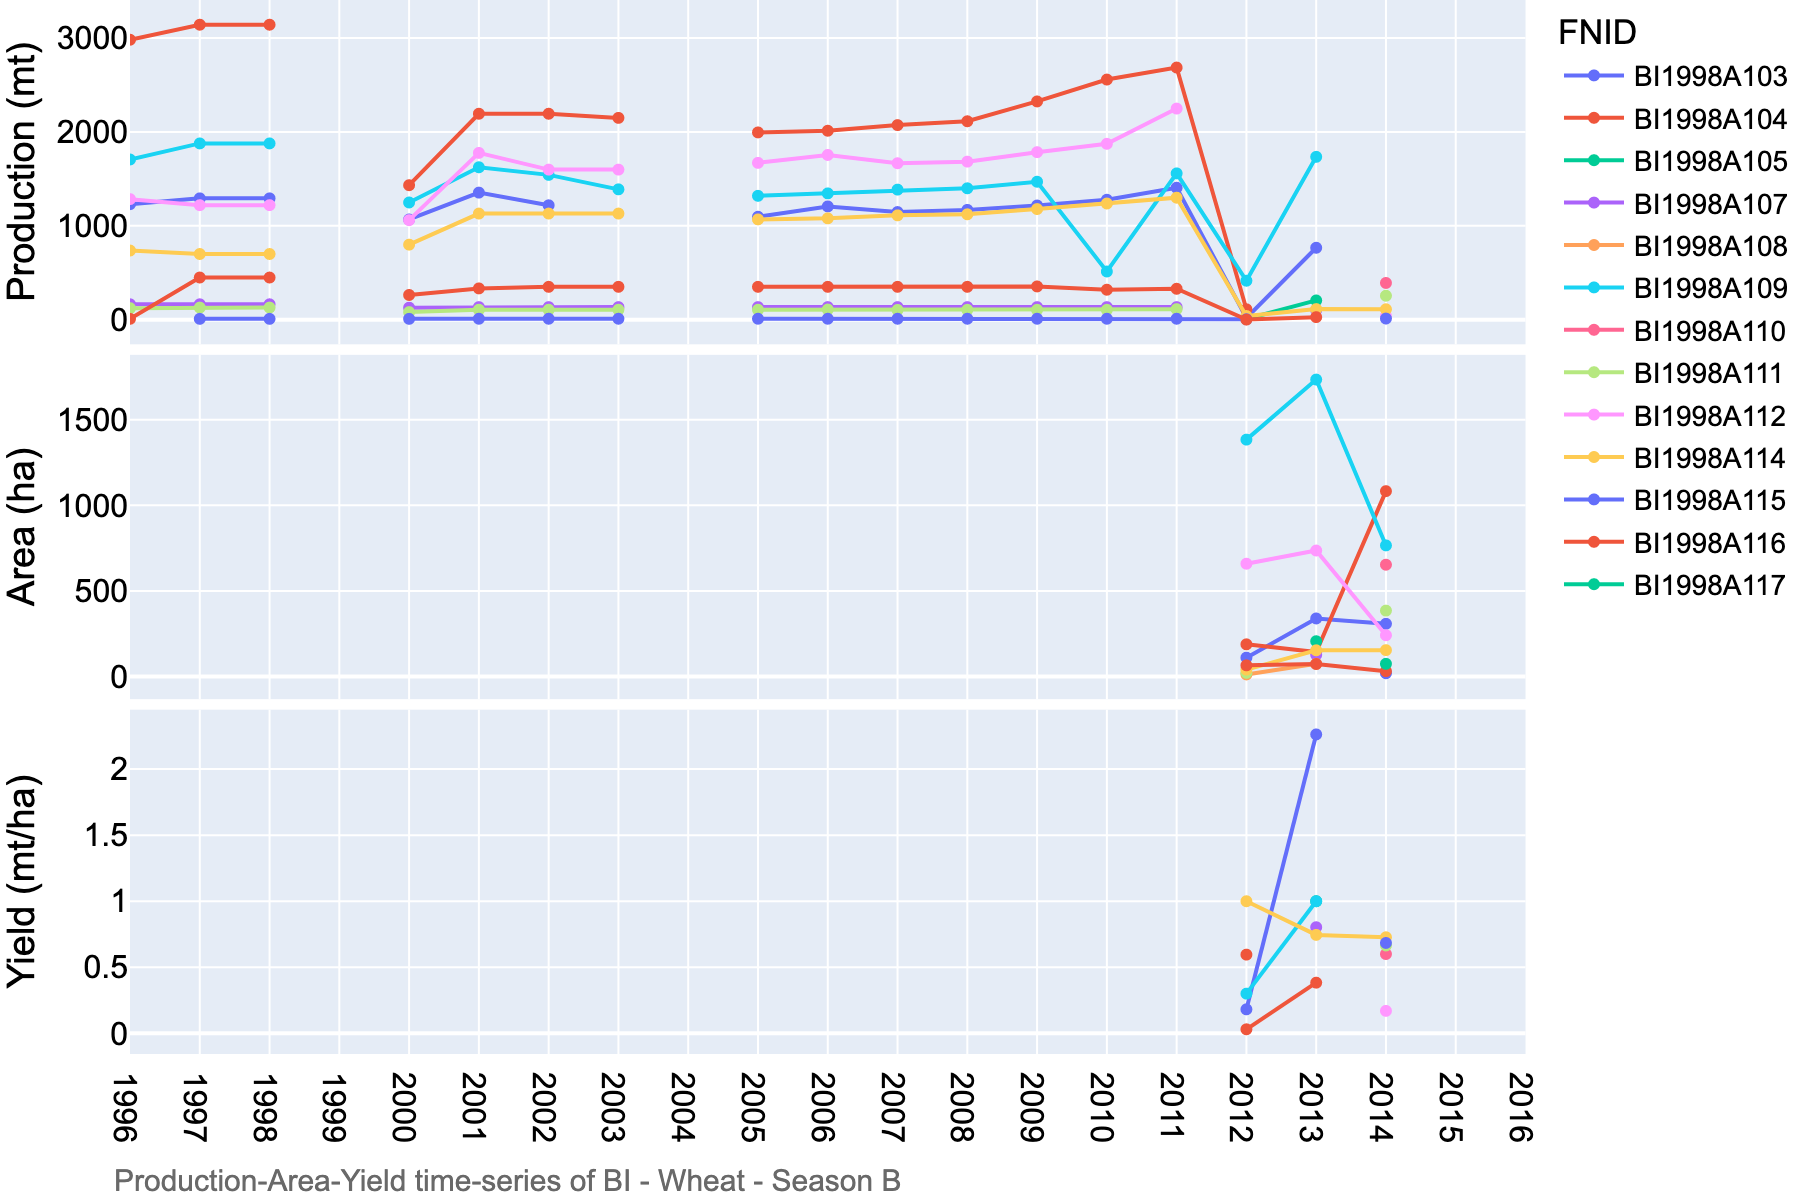 Production (mt)
3000
2000
1000
0
Area (ha)
1500
1000
500
0
Yield (mt/ha)
2
1.5
1
0.5
0
1996
1997
1998
1999
2000
2001
2002
2003
2004
2005
2006
2007
2008
2009
2010
2011
2012
2013
2014
2015
2016
Production-Area-Yield time-series of BI - Wheat - Season B
FNID
BI1998A103
BI1998A104
BI1998A105
BI1998A107
BI1998A108
BI1998A109
BI1998A110
BI1998A111
BI1998A112
BI1998A114
BI1998A115
BI1998A116
BI1998A117